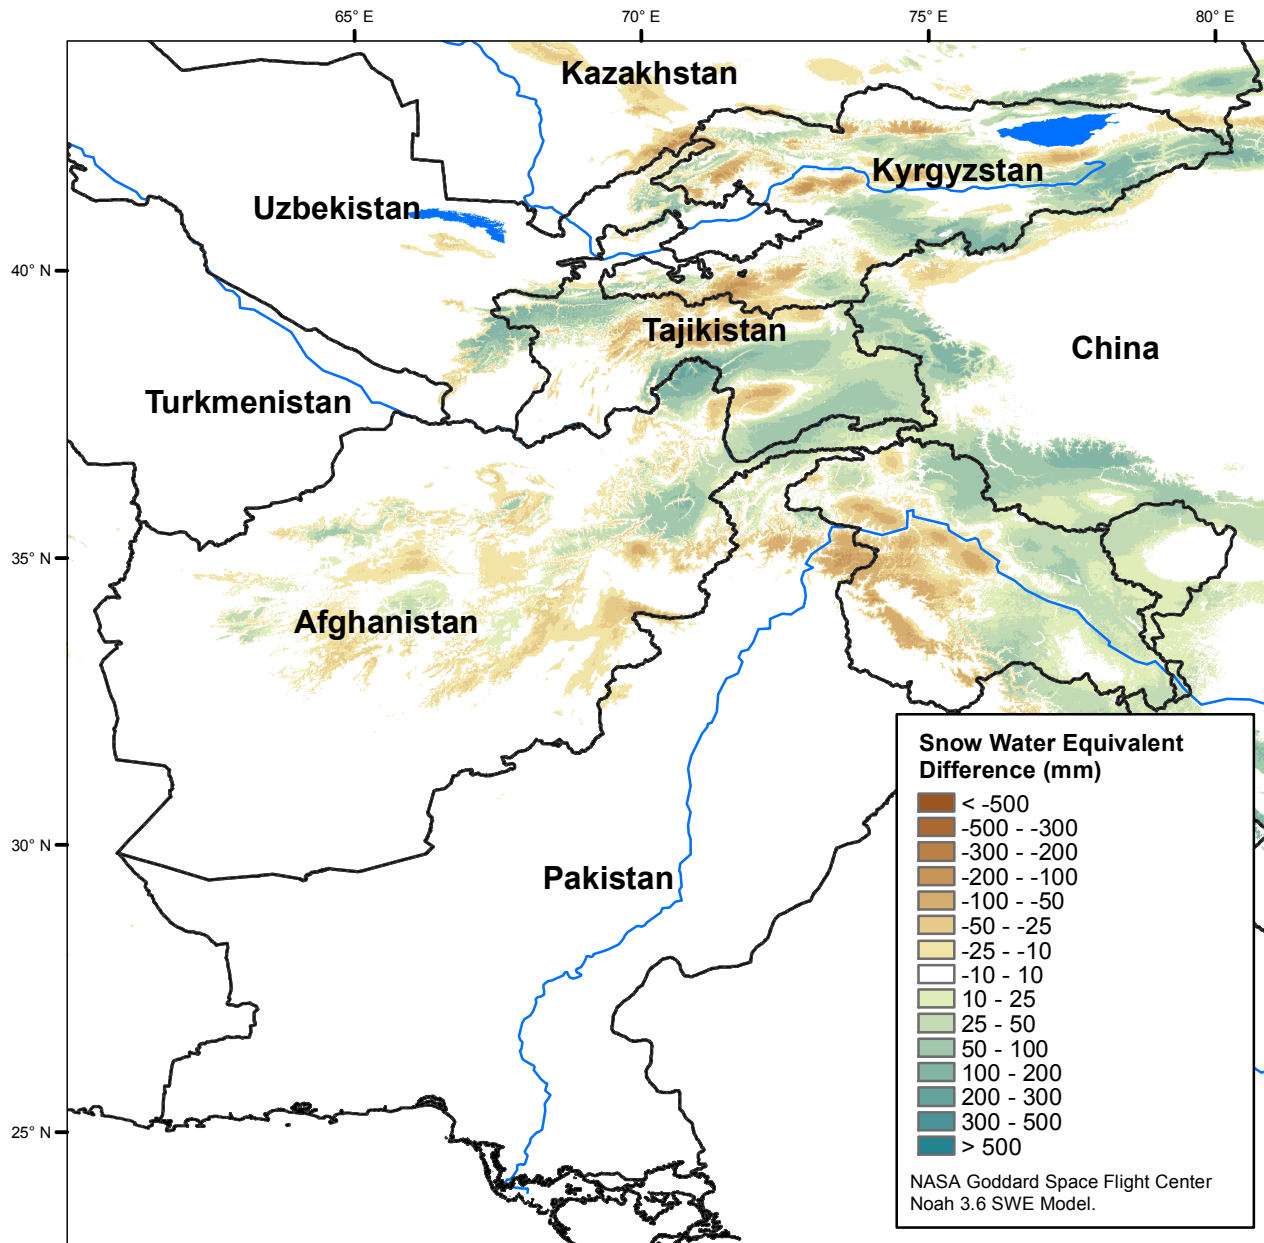 65° E
70° E
75° E
80° E
Kazakhstan
Kyrgyzstan
Uzbekistan
40° N
Tajikistan
China
Turkmenistan
35° N
Afghanistan
30° N
Pakistan
25° N
Snow Water Equivalent
Difference (mm)
< -500
-500 - -300
-300 - -200
-200 - -100
-100 - -50
-50 - -25
-25 - -10
-10 - 10
10 - 25
25 - 50
50 - 100
100 - 200
200 - 300
300 - 500
> 500
NASA Goddard Space Flight Center
Noah 3.6 SWE Model.